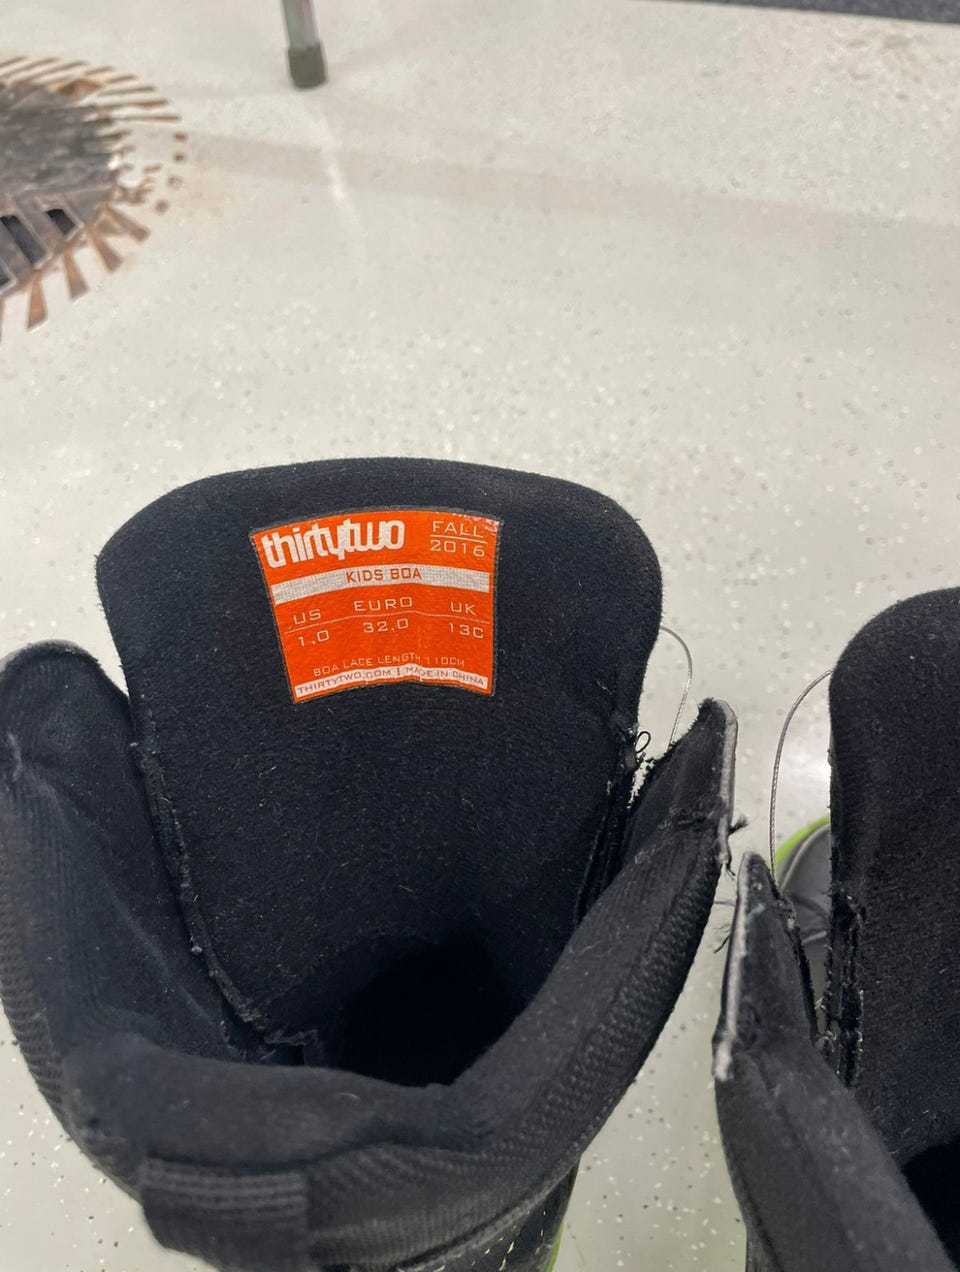 thirtytwo
FALL
2016
KIDS BOA
US EURO UK
1,0 32,0 13C
BOA LACE LENGTH 110CM
THIRTYTWO.COM | MADE IN CHINA